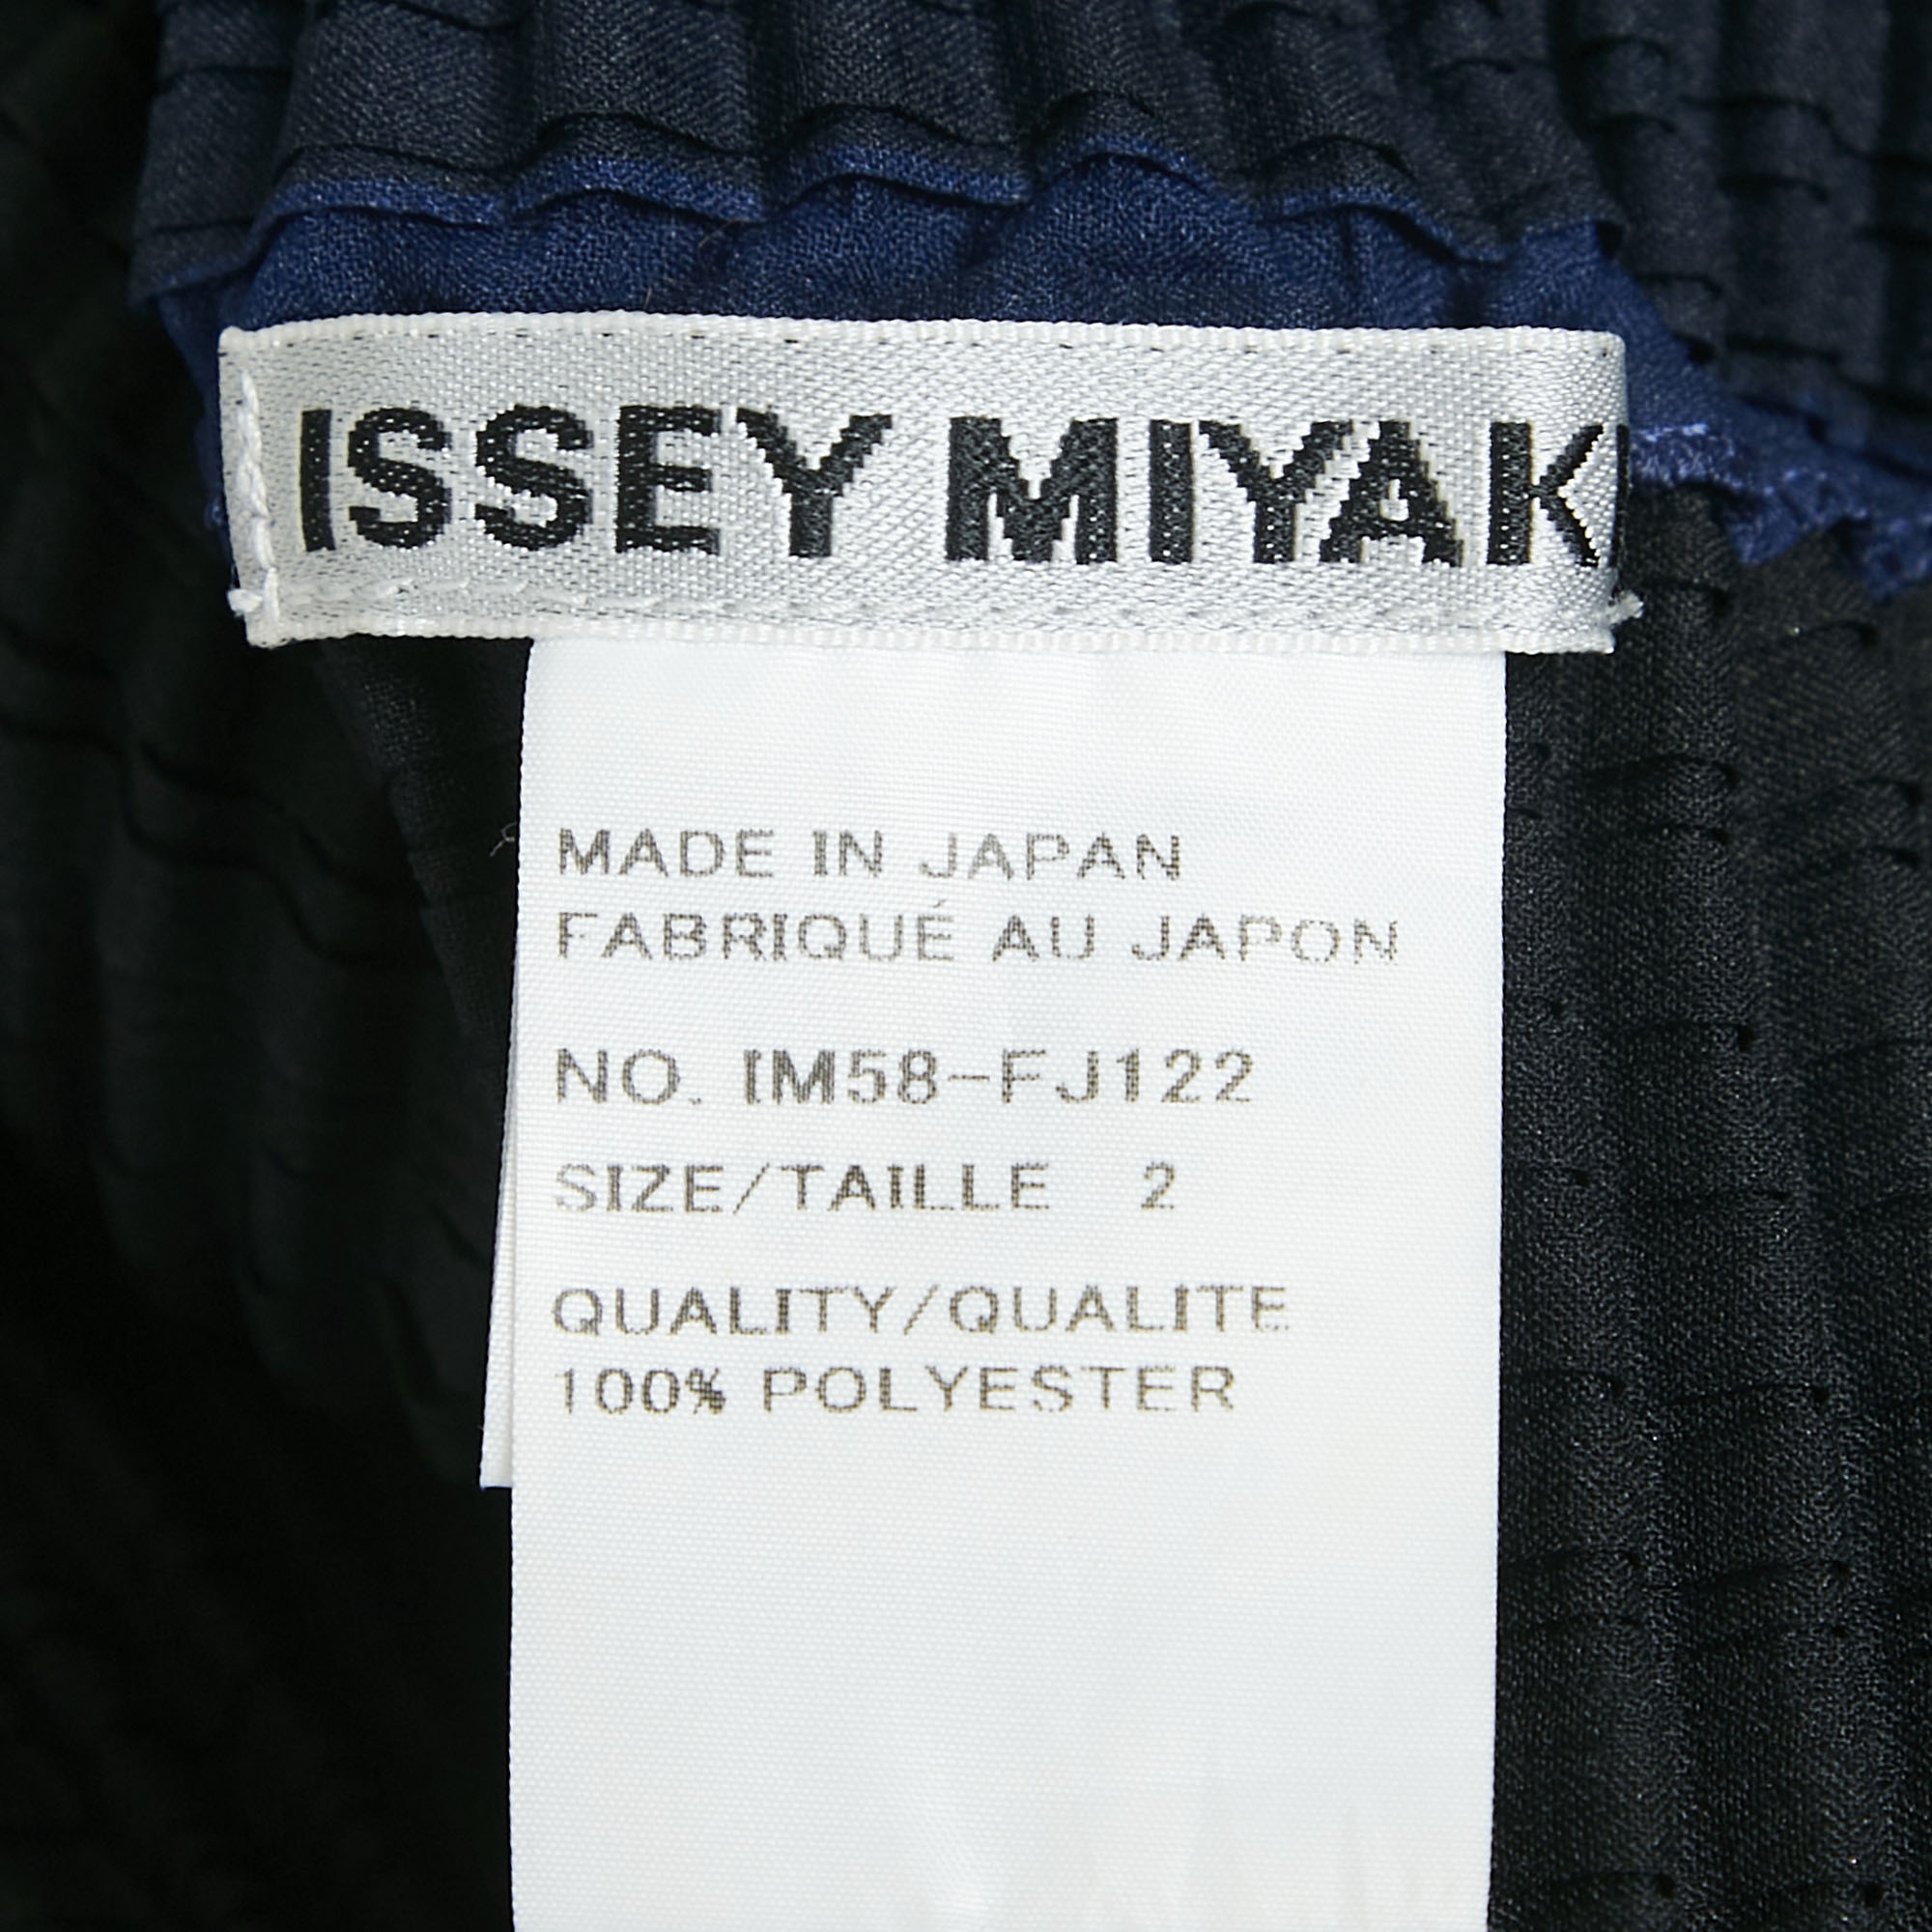 ISSEY MIYAK
MADE IN JAPAN
FABRIQUÉ AU JAPON
NO. IM58-FJ122
SIZE/TAILLE 2
QUALITY/QUALITE
100% POLYESTER